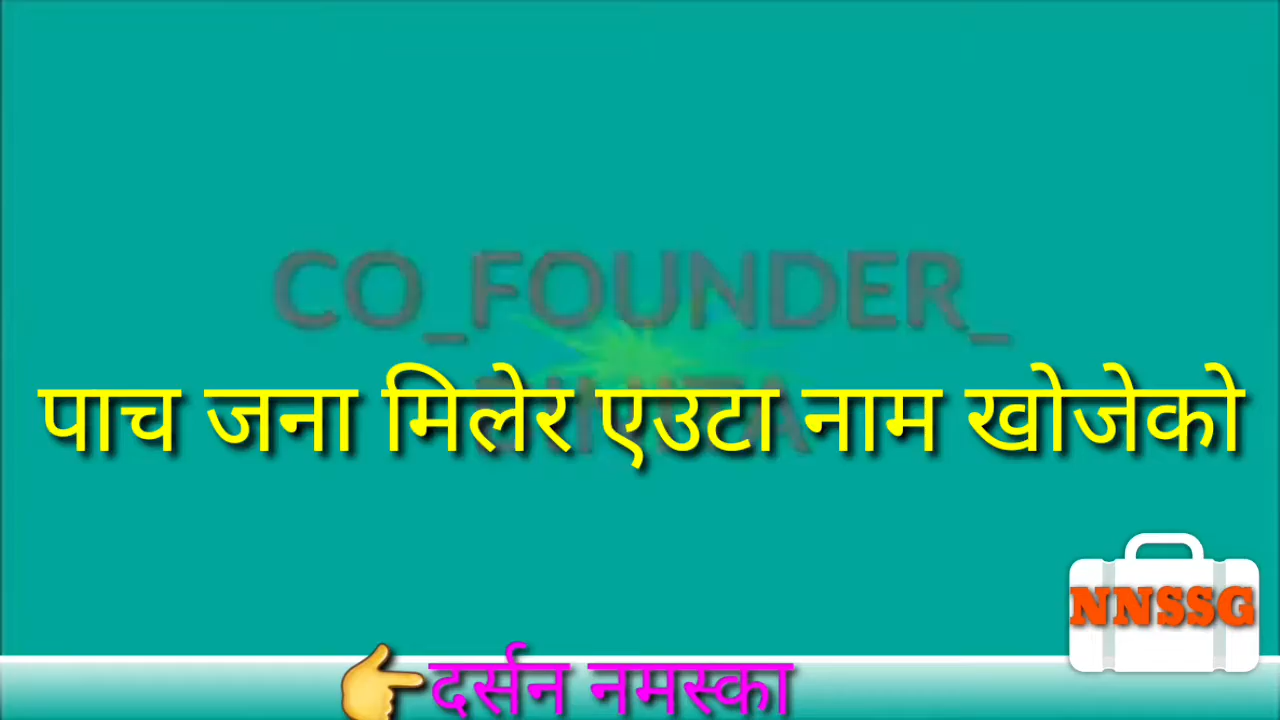 CO_FOUNDER_
पाच जना मिलेर एउटा नाम खोजेको
NNSSG
दर्सन नमस्का